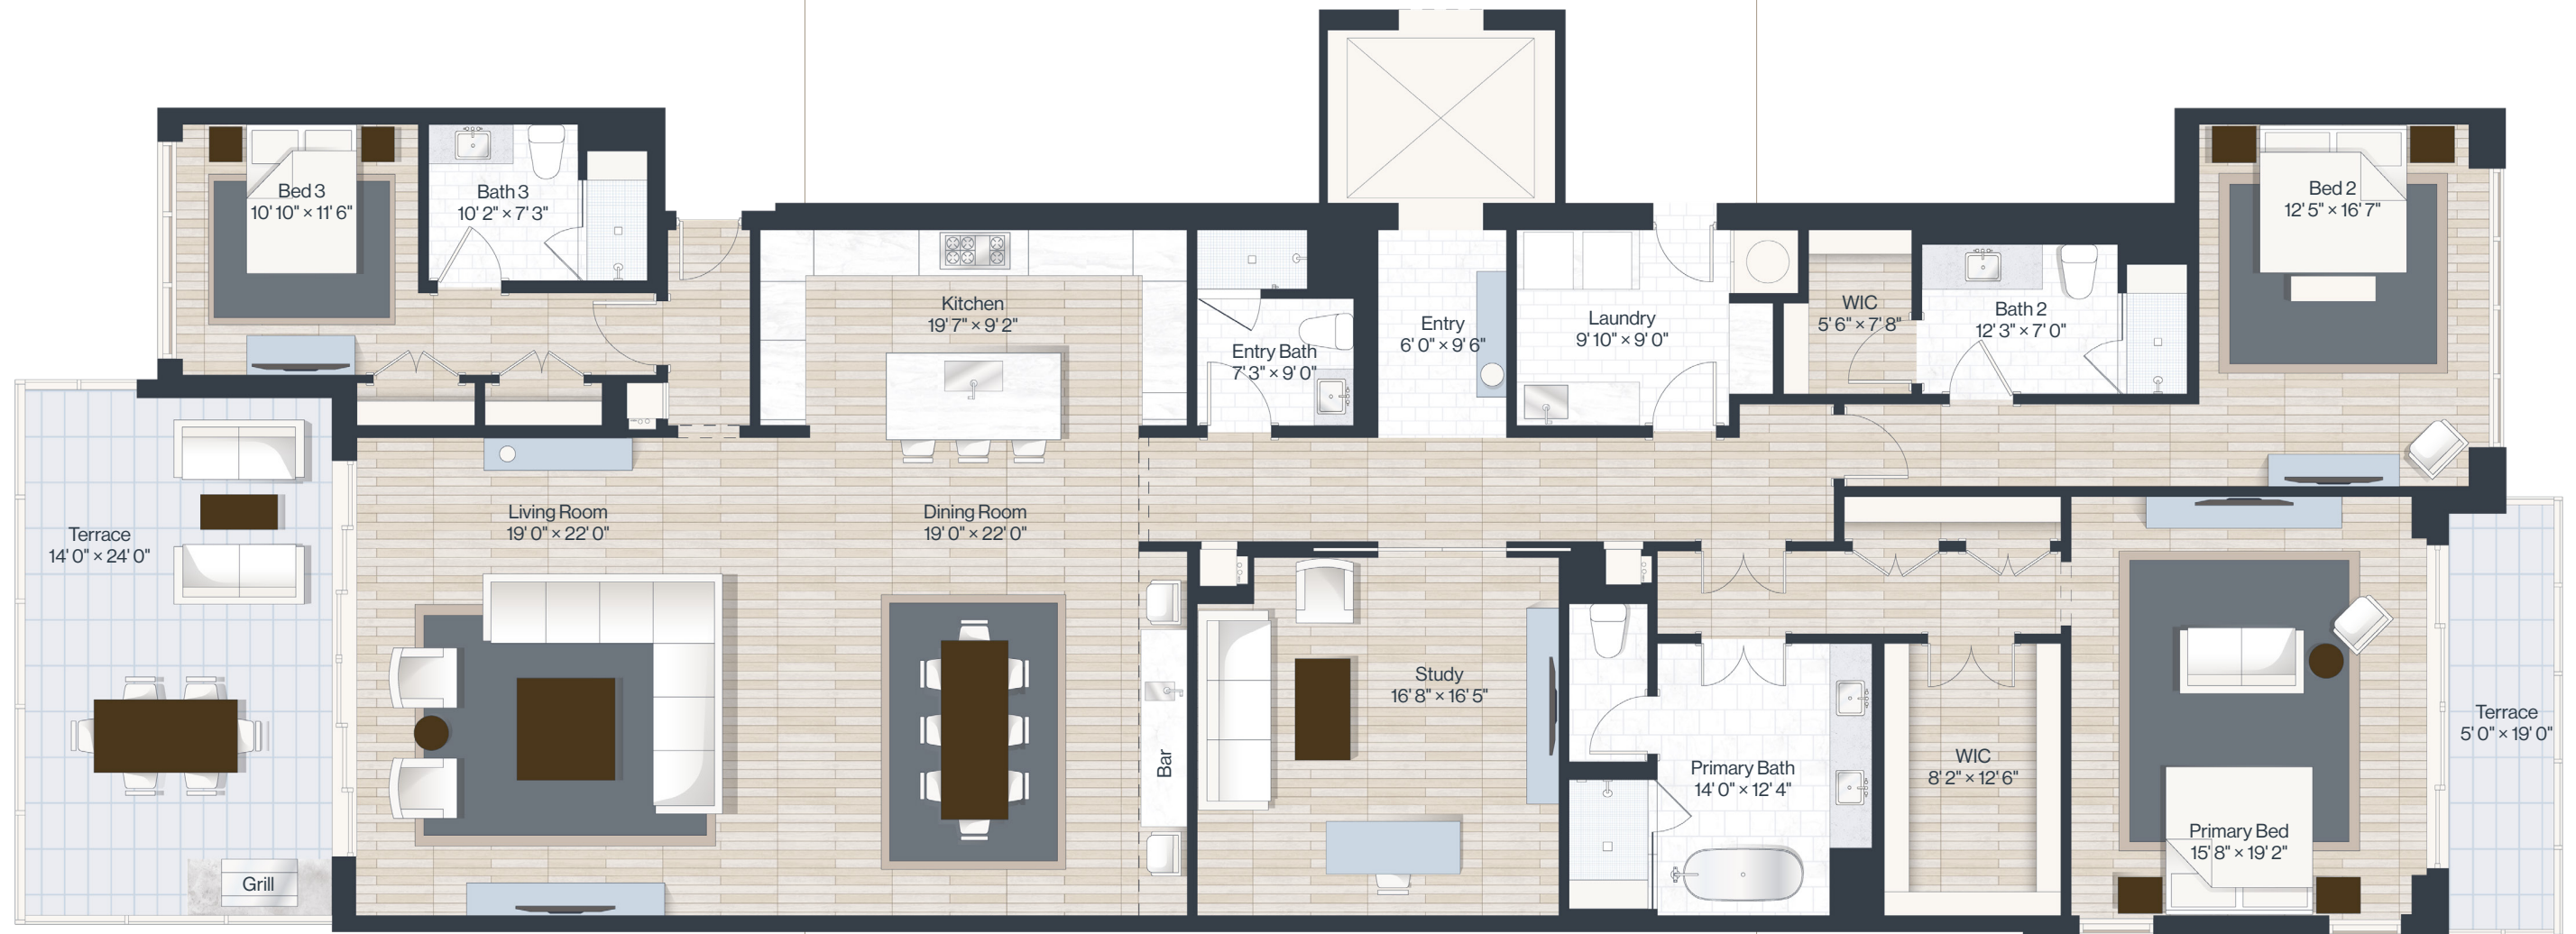 Bed 3
10' 10" × 11' 6"
Bath 3
10' 2" × 7' 3"
Kitchen
19' 7" × 9' 2"
Entry Bath
7' 3" × 9' 0"
Entry
6' 0" × 9' 6"
Laundry
9' 10" × 9' 0"
WIC
5' 6" × 7' 8"
Bath 2
12' 3" × 7' 0"
Bed 2
12' 5" × 16' 7"
Terrace
14' 0" × 24' 0"
Living Room
19' 0" × 22' 0"
Dining Room
19' 0" × 22' 0"
Bar
Study
16' 8" × 16' 5"
Primary Bath
14' 0" × 12' 4"
WIC
8' 2" × 12' 6"
Primary Bed
15' 8" × 19' 2"
Terrace
5' 0" × 19' 0"
Grill